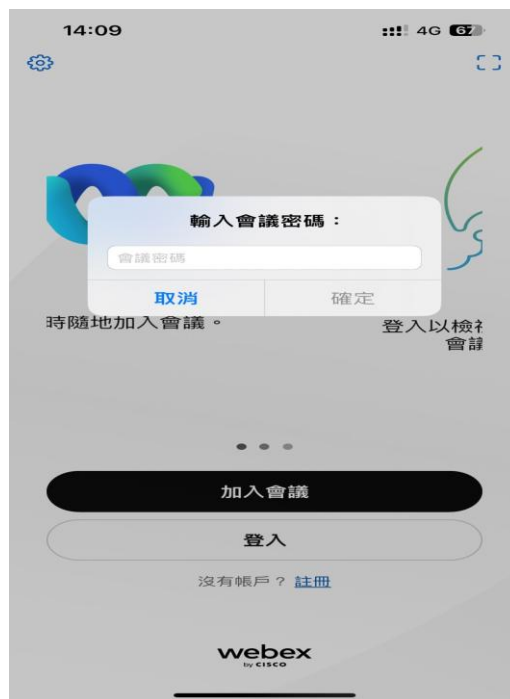 14:09 4G 67
輸入會議密碼：
會議密碼
取消 確定
時隨地加入會議。
登入以檢視
會議
加入會議
登入
沒有帳戶？ 註冊
webex
by CISCO